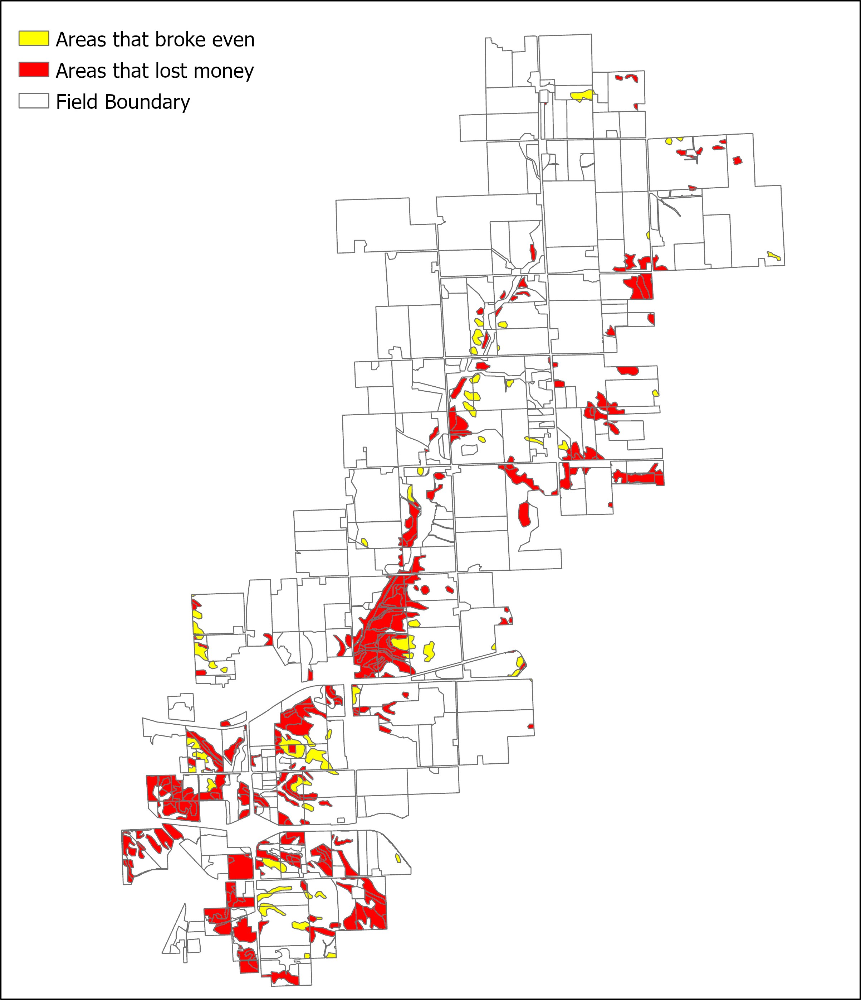 Areas that broke even
Areas that lost money
Field Boundary